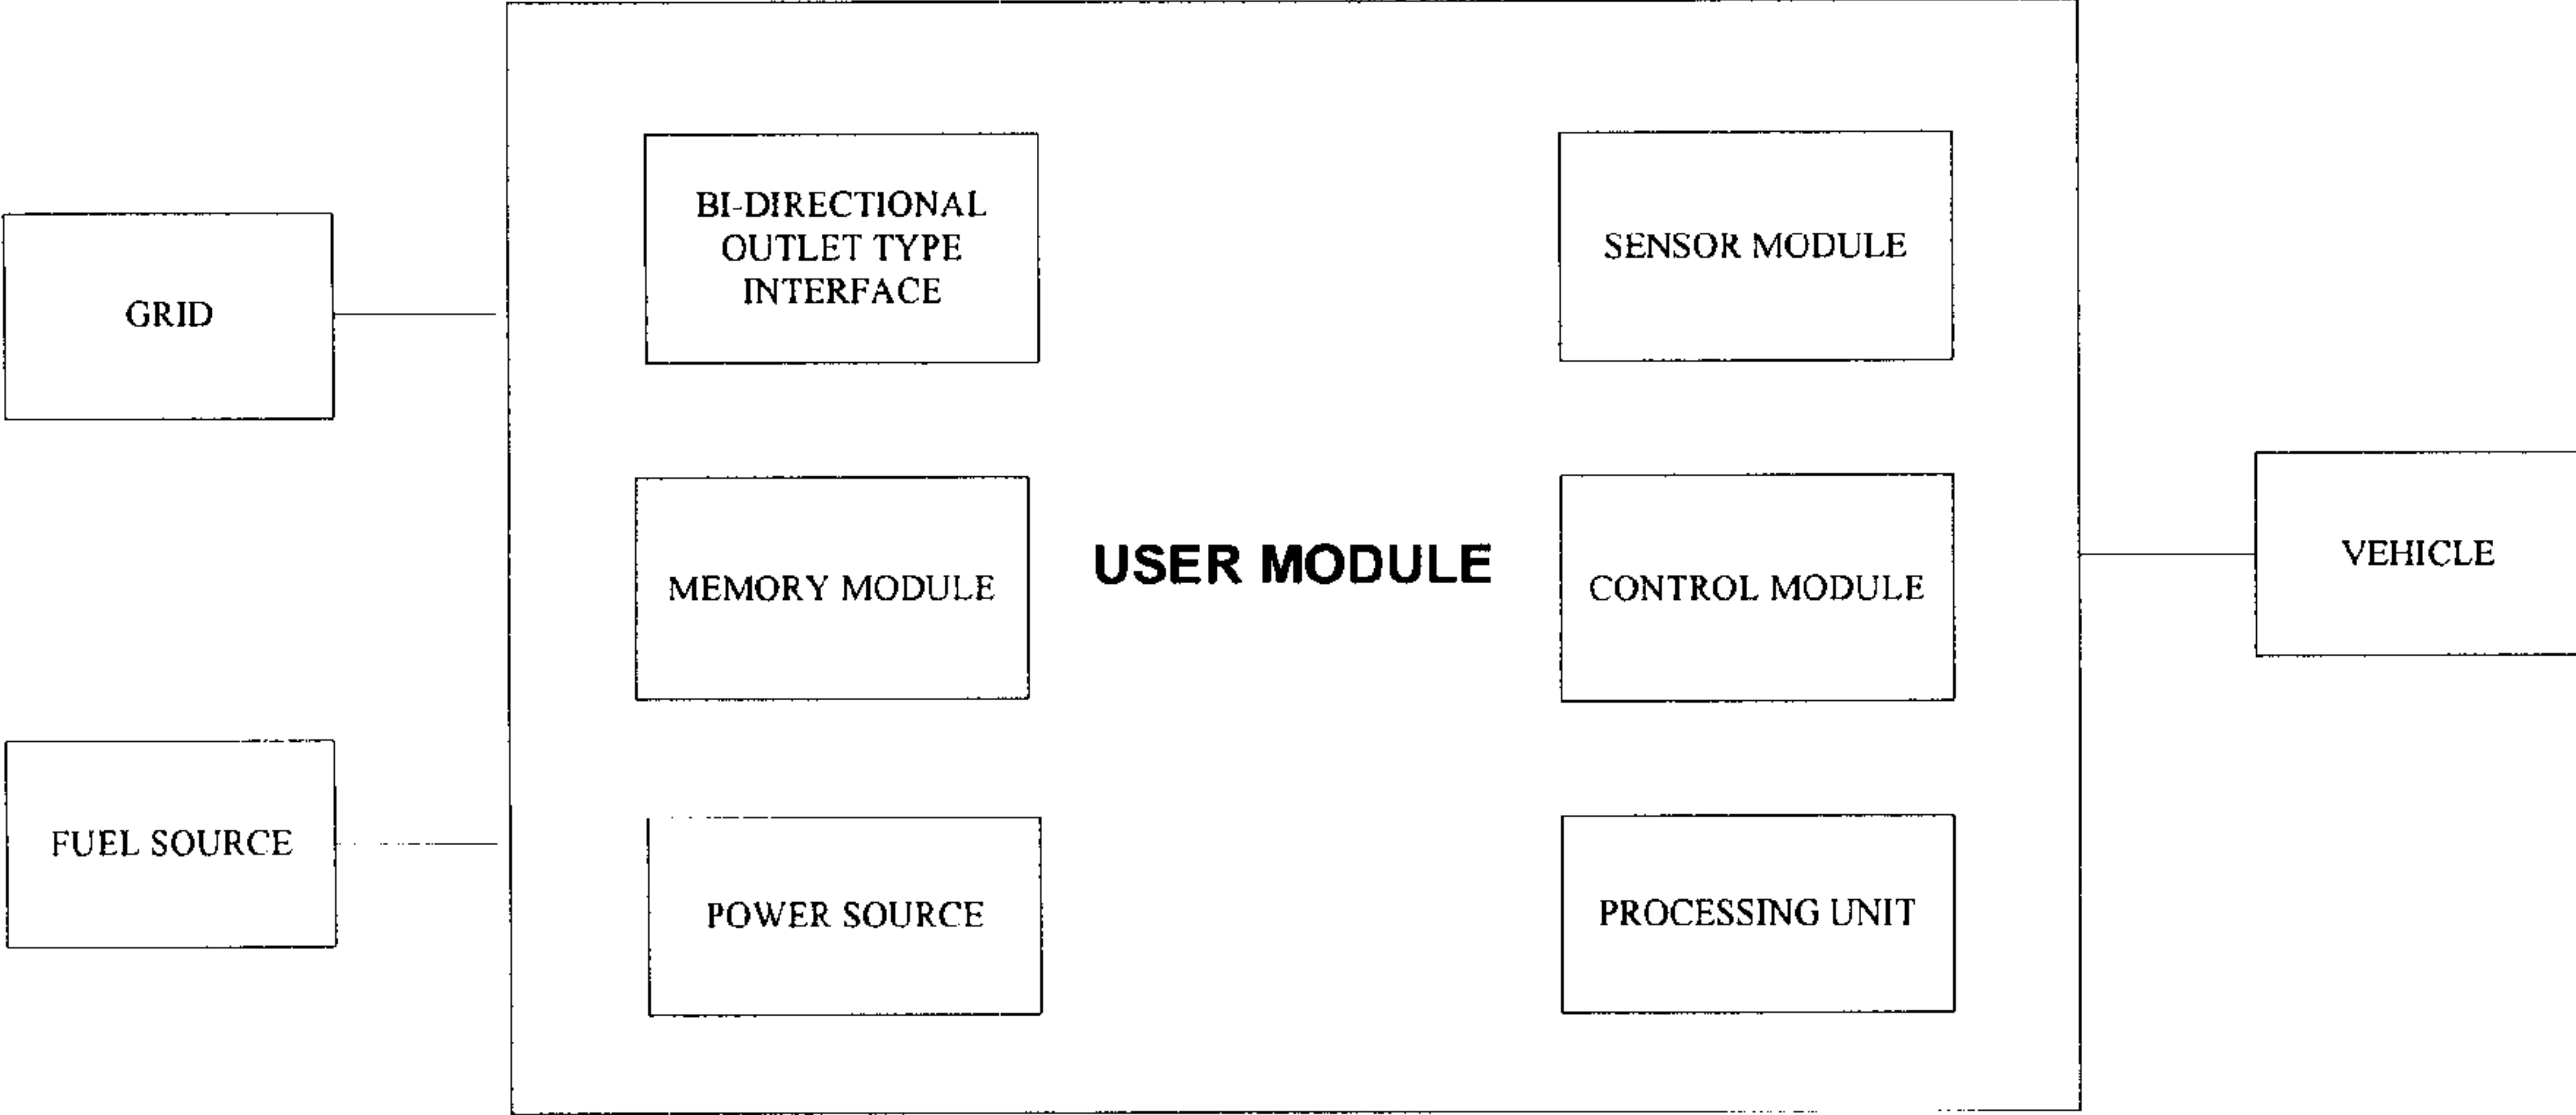 GRID
FUEL SOURCE
BI-DIRECTIONAL
OUTLET TYPE
INTERFACE
MEMORY MODULE
POWER SOURCE
USER MODULE
SENSOR MODULE
CONTROL MODULE
PROCESSING UNIT
VEHICLE